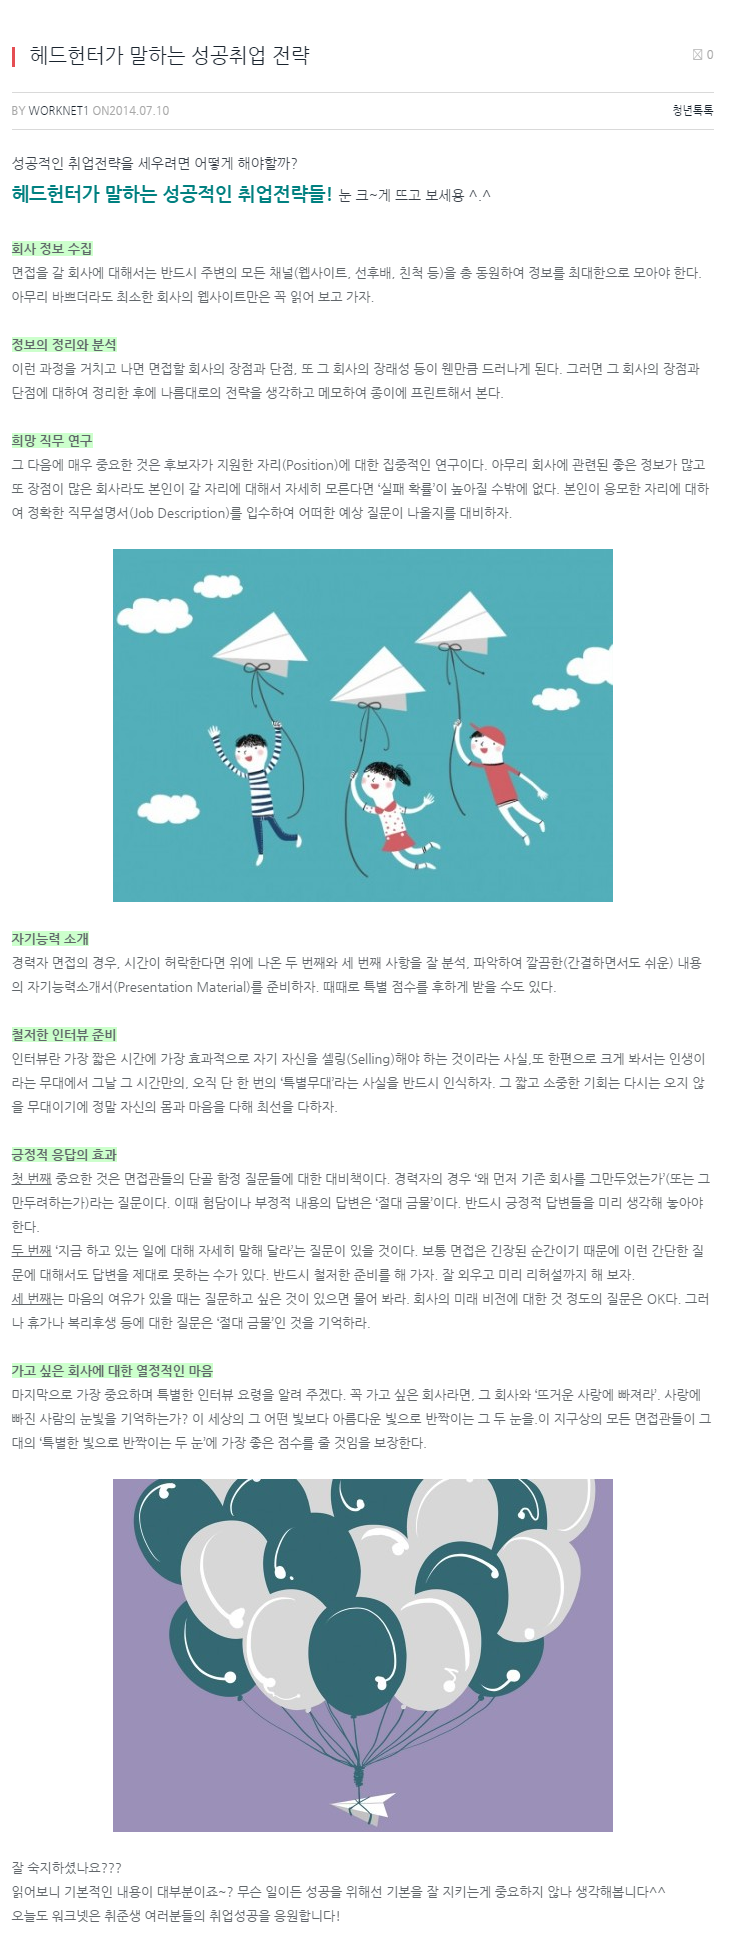 헤드헌터가 말하는 성공취업 전략
0
BY WORKNET1 ON2014.07.10
청년톡톡
성공적인 취업전략을 세우려면 어떻게 해야할까?
헤드헌터가 말하는 성공적인 취업전략들! 눈 크~게 뜨고 보세용 ^.^
회사 정보 수집
면접을 갈 회사에 대해서는 반드시 주변의 모든 채널(웹사이트, 선후배, 친척 등)을 총 동원하여 정보를 최대한으로 모아야 한다.
아무리 바쁘더라도 최소한 회사의 웹사이트만은 꼭 읽어 보고 가자.
정보의 정리와 분석
이런 과정을 거치고 나면 면접할 회사의 장점과 단점, 또 그 회사의 장래성 등이 웬만큼 드러나게 된다. 그러면 그 회사의 장점과
단점에 대하여 정리한 후에 나름대로의 전략을 생각하고 메모하여 종이에 프린트해서 본다.
희망 직무 연구
그 다음에 매우 중요한 것은 후보자가 지원한 자리(Position)에 대한 집중적인 연구이다. 아무리 회사에 관련된 좋은 정보가 많고
또 장점이 많은 회사라도 본인이 갈 자리에 대해서 자세히 모른다면 ‘실패 확률’이 높아질 수밖에 없다. 본인이 응모한 자리에 대하
여 정확한 직무설명서(Job Description)를 입수하여 어떠한 예상 질문이 나올지를 대비하자.
자기능력 소개
경력자 면접의 경우, 시간이 허락한다면 위에 나온 두 번째와 세 번째 사항을 잘 분석, 파악하여 깔끔한(간결하면서도 쉬운) 내용
의 자기능력소개서(Presentation Material)를 준비하자. 때때로 특별 점수를 후하게 받을 수도 있다.
철저한 인터뷰 준비
인터뷰란 가장 짧은 시간에 가장 효과적으로 자기 자신을 셀링(Selling)해야 하는 것이라는 사실,또 한편으로 크게 봐서는 인생이
라는 무대에서 그날 그 시간만의, 오직 단 한 번의 ‘특별무대’라는 사실을 반드시 인식하자. 그 짧고 소중한 기회는 다시는 오지 않
을 무대이기에 정말 자신의 몸과 마음을 다해 최선을 다하자.
긍정적 응답의 효과
첫 번째 중요한 것은 면접관들의 단골 함정 질문들에 대한 대비책이다. 경력자의 경우 ‘왜 먼저 기존 회사를 그만두었는가’(또는 그
만두려하는가)라는 질문이다. 이때 험담이나 부정적 내용의 답변은 ‘절대 금물’이다. 반드시 긍정적 답변들을 미리 생각해 놓아야
한다.
두 번째 ‘지금 하고 있는 일에 대해 자세히 말해 달라’는 질문이 있을 것이다. 보통 면접은 긴장된 순간이기 때문에 이런 간단한 질
문에 대해서도 답변을 제대로 못하는 수가 있다. 반드시 철저한 준비를 해 가자. 잘 외우고 미리 리허설까지 해 보자.
세 번째는 마음의 여유가 있을 때는 질문하고 싶은 것이 있으면 물어 봐라. 회사의 미래 비전에 대한 것 정도의 질문은 OK다. 그러
나 휴가나 복리후생 등에 대한 질문은 ‘절대 금물’인 것을 기억하라.
가고 싶은 회사에 대한 열정적인 마음
마지막으로 가장 중요하며 특별한 인터뷰 요령을 알려 주겠다. 꼭 가고 싶은 회사라면, 그 회사와 ‘뜨거운 사랑에 빠져라’. 사랑에
빠진 사람의 눈빛을 기억하는가? 이 세상의 그 어떤 빛보다 아름다운 빛으로 반짝이는 그 두 눈을.이 지구상의 모든 면접관들이 그
대의 ‘특별한 빛으로 반짝이는 두 눈’에 가장 좋은 점수를 줄 것임을 보장한다.
잘 숙지하셨나요???
읽어보니 기본적인 내용이 대부분이죠~? 무슨 일이든 성공을 위해선 기본을 잘 지키는게 중요하지 않나 생각해봅니다^^
오늘도 워크넷은 취준생 여러분들의 취업성공을 응원합니다!